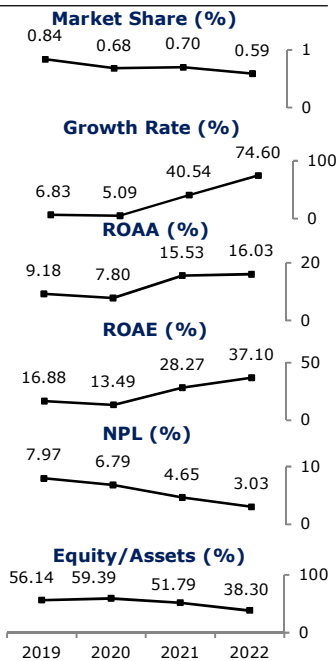 Market Share (%)
0.84 0.68 0.70 0.59
1
0
Growth Rate (%)
6.83 5.09 40.54 74.60
100
0
ROAA (%)
9.18 7.80 15.53 16.03
20
0
ROAE (%)
16.88 13.49 28.27 37.10
50
0
NPL (%)
7.97 6.79 4.65 3.03
10
0
Equity/Assets (%)
56.14 59.39 51.79 38.30
100
0
2019 2020 2021 2022